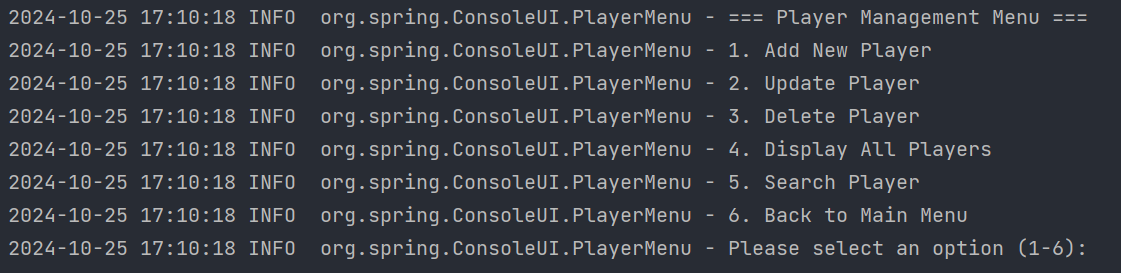 2024-10-25 17:10:18 INFO  org.spring.ConsoleUI.PlayerMenu - === Player Management Menu ===
2024-10-25 17:10:18 INFO  org.spring.ConsoleUI.PlayerMenu - 1. Add New Player
2024-10-25 17:10:18 INFO  org.spring.ConsoleUI.PlayerMenu - 2. Update Player
2024-10-25 17:10:18 INFO  org.spring.ConsoleUI.PlayerMenu - 3. Delete Player
2024-10-25 17:10:18 INFO  org.spring.ConsoleUI.PlayerMenu - 4. Display All Players
2024-10-25 17:10:18 INFO  org.spring.ConsoleUI.PlayerMenu - 5. Search Player
2024-10-25 17:10:18 INFO  org.spring.ConsoleUI.PlayerMenu - 6. Back to Main Menu
2024-10-25 17:10:18 INFO  org.spring.ConsoleUI.PlayerMenu - Please select an option (1-6):